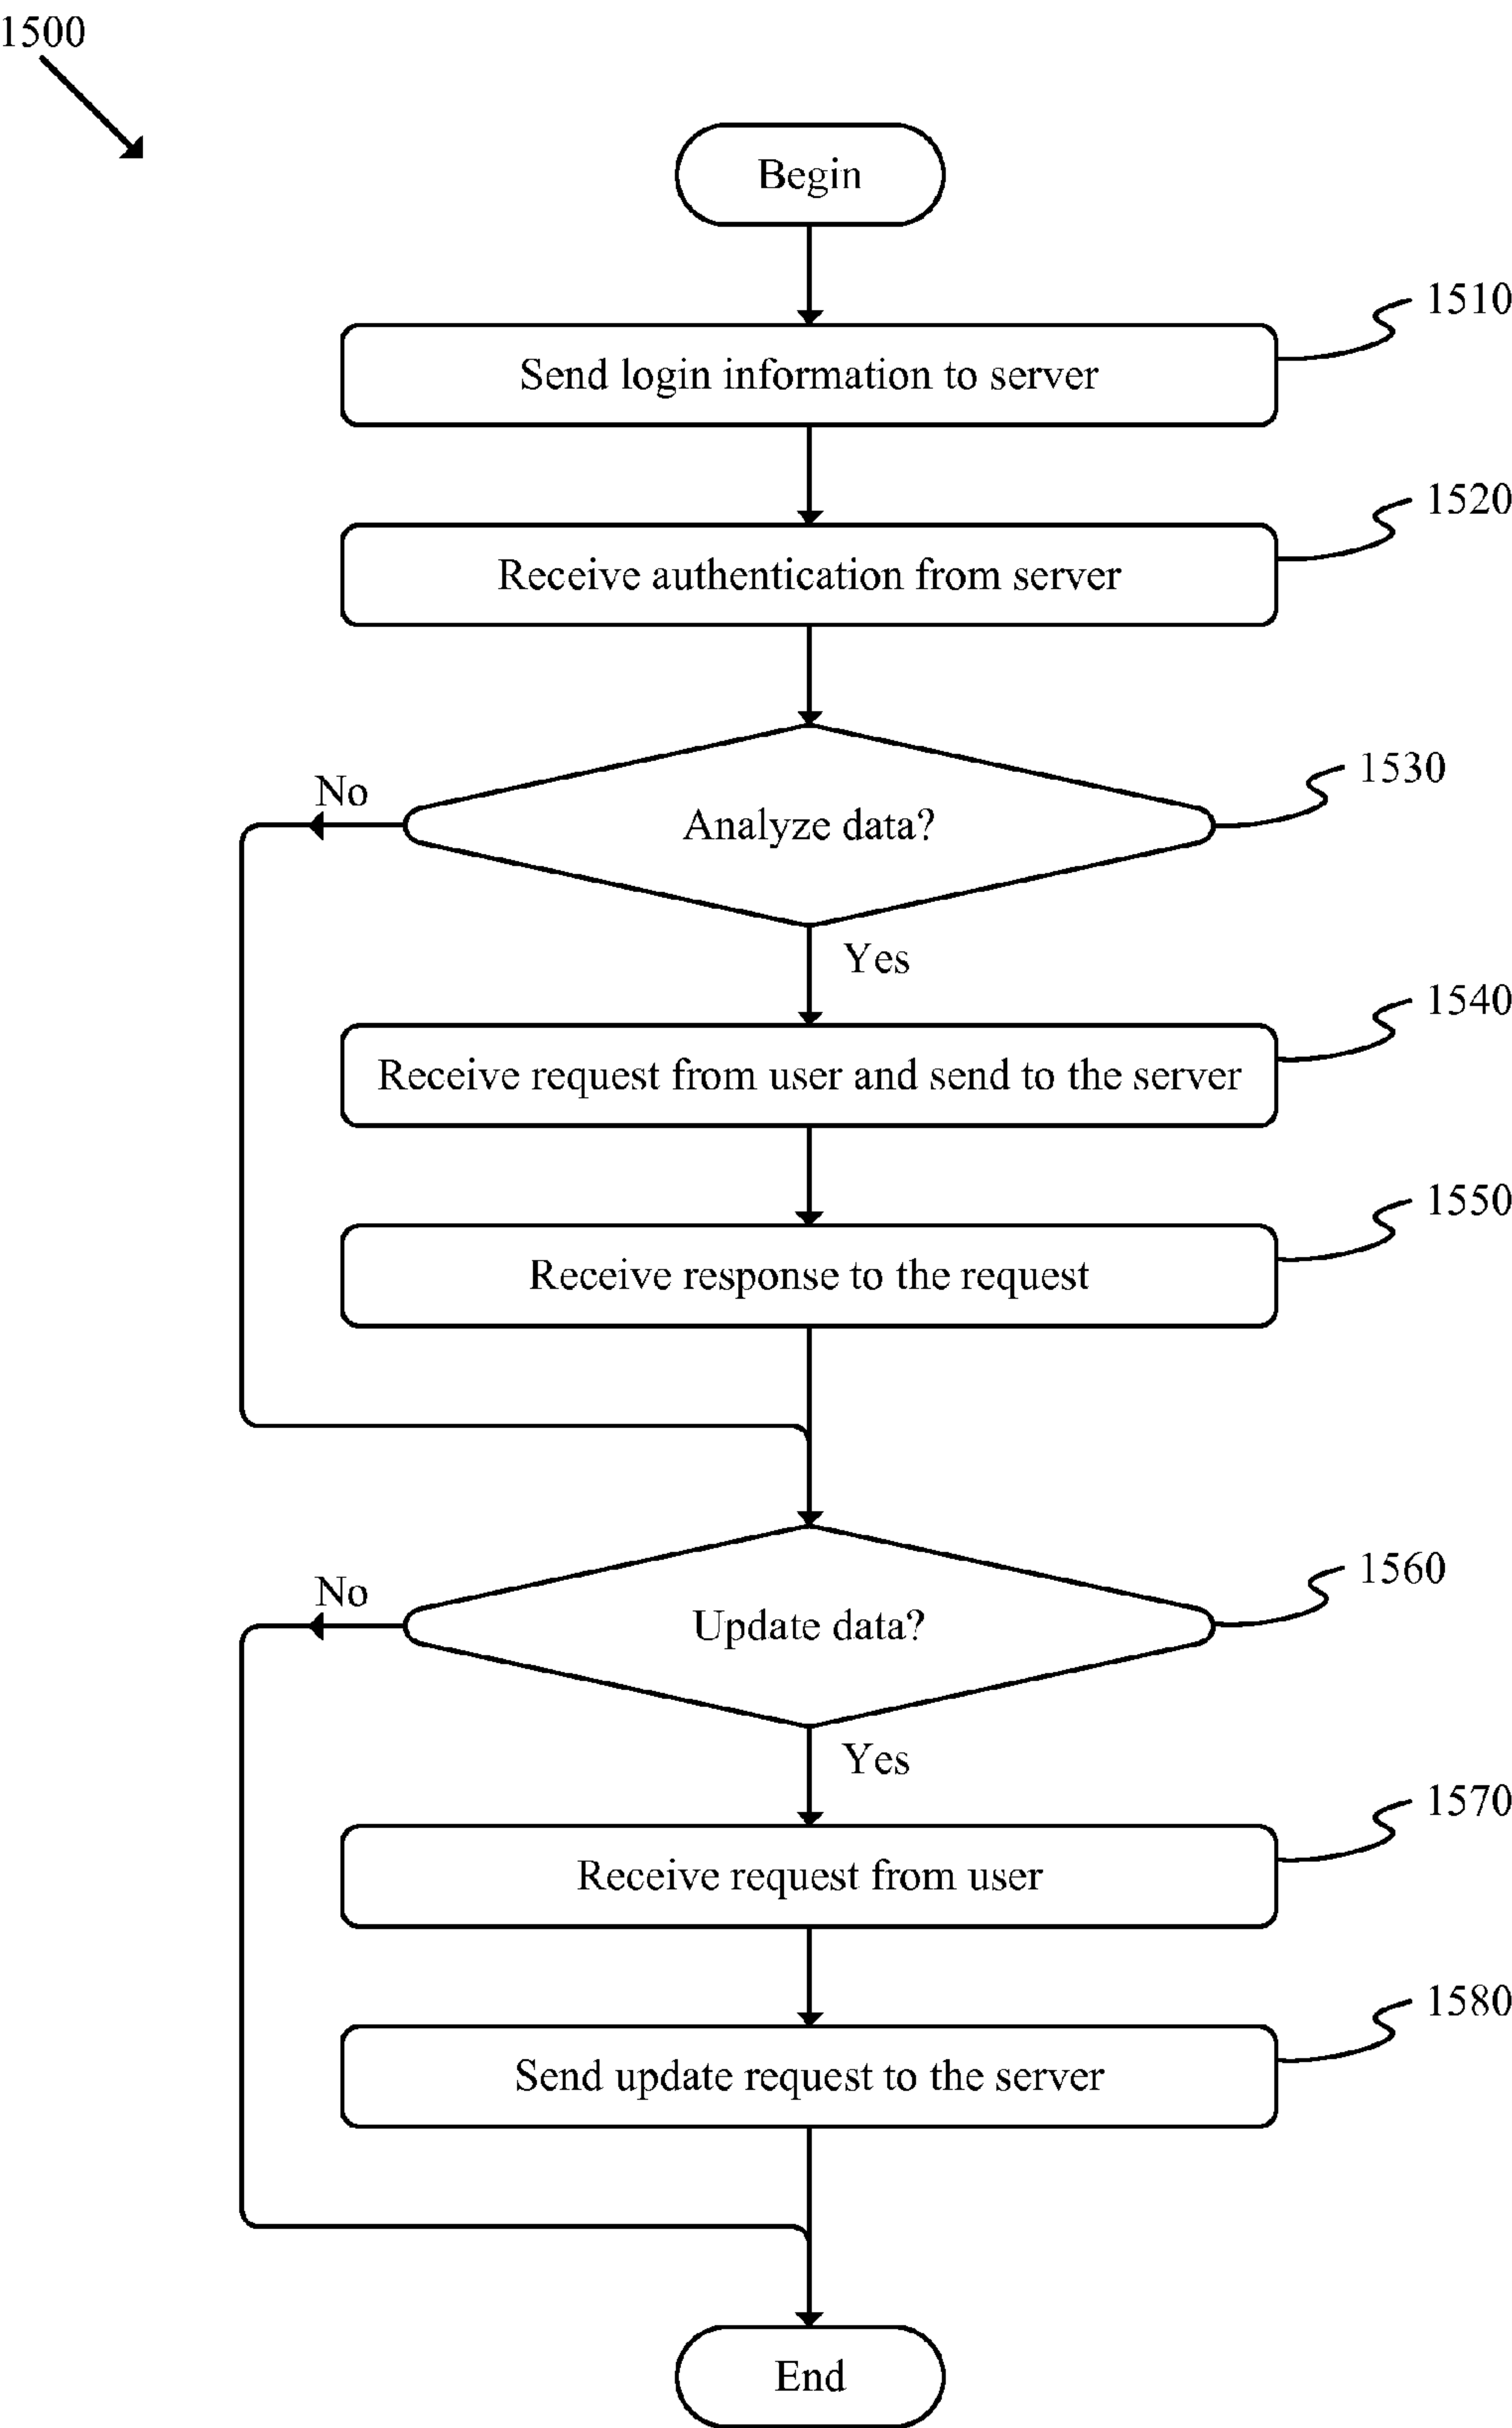 1500
Begin
1510
Send login information to server
1520
Receive authentication from server
1530
No
Analyze data?
Yes
1540
Receive request from user and send to the server
1550
Receive response to the request
1560
No
Update data?
Yes
1570
Receive request from user
1580
Send update request to the server
End